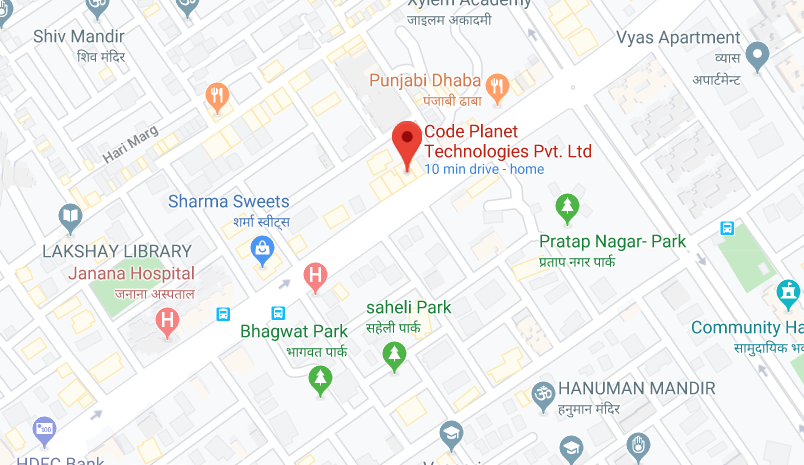 Xylem Academy
जाइलम अकादमी
Shiv Mandir
शिव मंदिर
Vyas Apartment
व्यास
अपार्टमेन्ट
Punjabi Dhaba
पंजाबी ढाबा
Hari Marg
Code Planet
Technologies Pvt. Ltd
10 min drive - home
Sharma Sweets
शर्मा स्वीट्स
LAKSHAY LIBRARY
Janana Hospital
जनाना अस्पताल
Pratap Nagar- Park
प्रताप नगर पार्क
saheli Park
सहेली पार्क
Bhagwat Park
भागवत पार्क
Community Ha
सामुदायिक भव
HANUMAN MANDIR
हनुमान मंदिर
HDFC Bank